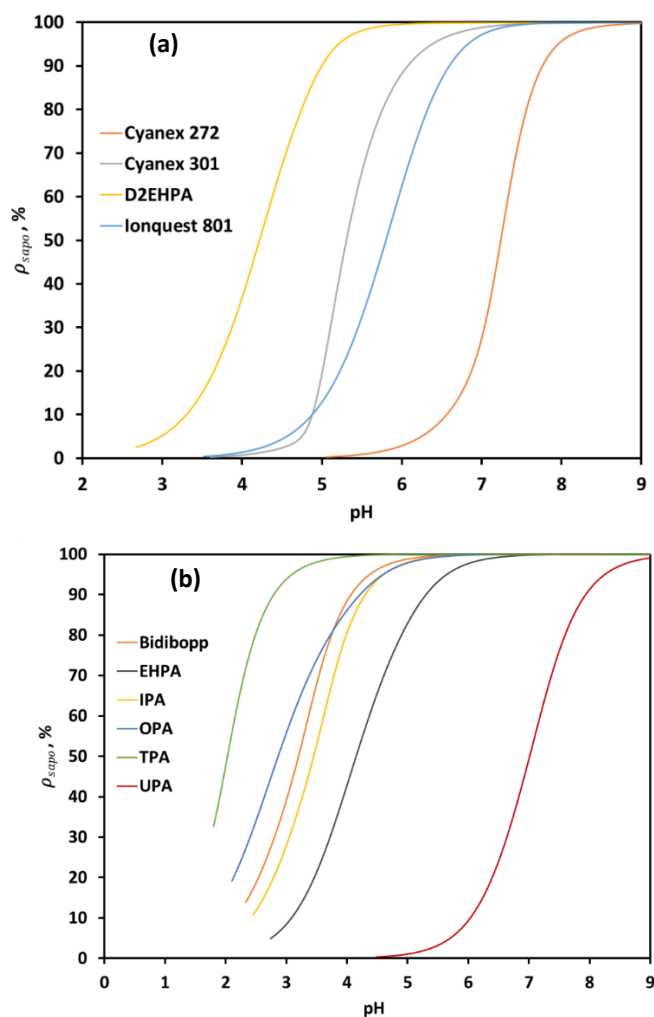 (a)
100
90
80
70
60
50
40
30
20
10
0
ρsapo, %
Cyanex 272
Cyanex 301
D2EHPA
Ionquest 801
2 3 4 5 6 7 8 9
pH
(b)
100
90
80
70
60
50
40
30
20
10
0
ρsapo, %
Bidibopp
EHPA
IPA
OPA
TPA
UPA
0 1 2 3 4 5 6 7 8 9
pH